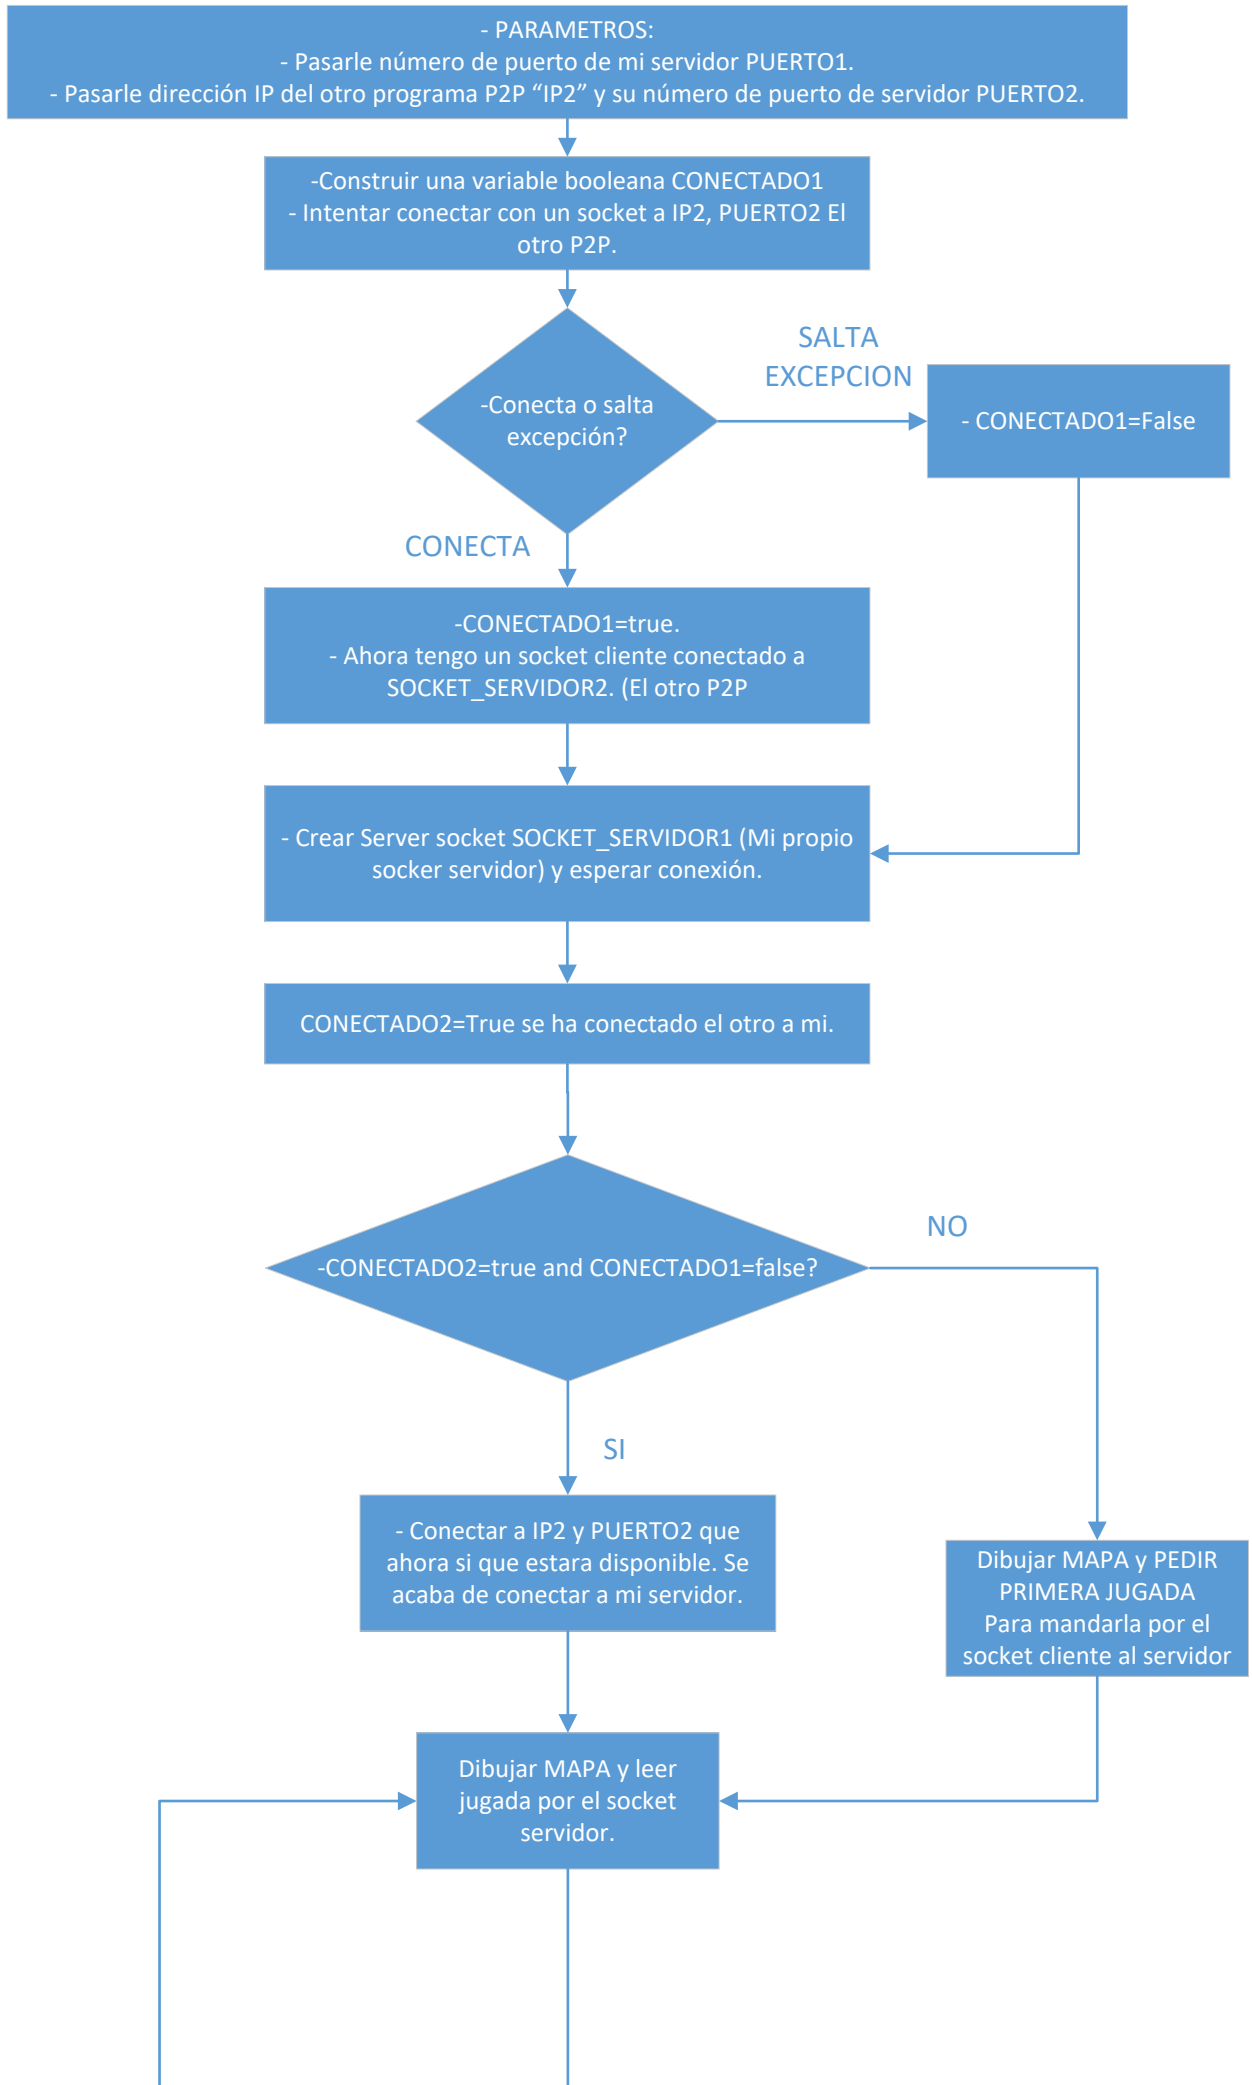 - PARAMETROS:
- Pasarle número de puerto de mi servidor PUERTO1.
- Pasarle dirección IP del otro programa P2P “IP2” y su número de puerto de servidor PUERTO2.
-Construir una variable booleana CONECTADO1
- Intentar conectar con un socket a IP2, PUERTO2 El
otro P2P.
-Conecta o salta
excepción?
SALTA
EXCEPCION
- CONECTADO1=False
CONECTA
-CONECTADO1=true.
- Ahora tengo un socket cliente conectado a
SOCKET_SERVIDOR2. (El otro P2P
- Crear Server socket SOCKET_SERVIDOR1 (Mi propio
socker servidor) y esperar conexión.
CONECTADO2=True se ha conectado el otro a mi.
-CONECTADO2=true and CONECTADO1=false?
NO
SI
- Conectar a IP2 y PUERTO2 que
ahora si que estara disponible. Se
acaba de conectar a mi servidor.
Dibujar MAPA y PEDIR
PRIMERA JUGADA
Para mandarla por el
socket cliente al servidor
Dibujar MAPA y leer
jugada por el socket
servidor.